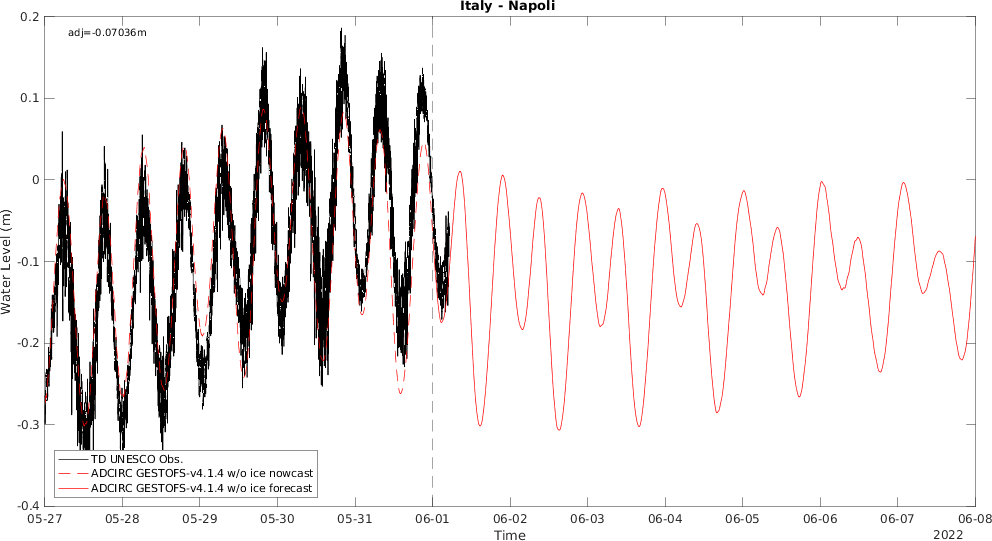 Italy - Napoli
adj=-0.07036m
0.2
0.1
0
-0.1
-0.2
-0.3
-0.4
Water Level (m)
TD UNESCO Obs.
ADCIRC GESTOFS-v4.1.4 w/o ice nowcast
ADCIRC GESTOFS-v4.1.4 w/o ice forecast
05-27 05-28 05-29 05-30 05-31 06-01 06-02 06-03 06-04 06-05 06-06 06-07 06-08
Time
2022